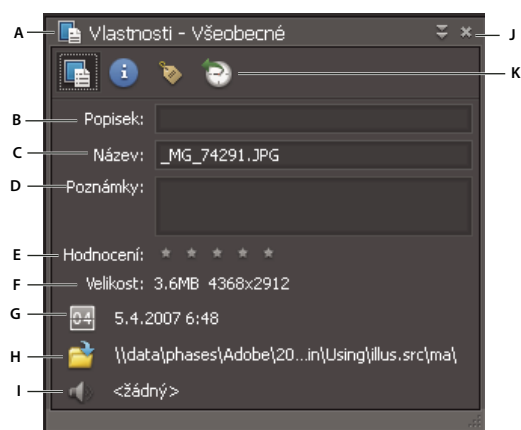 A Vlastnosti - Všeobecné J
K
B Popisek:
C Název: _MG_74291.JPG
D Poznámky:
E Hodnocení:
F Velikost: 3.6MB 4368x2912
G 04 5.4.2007 6:48
H \\data\phases\Adobe\20...in\Using\illus.src\ma\
I <žádný>